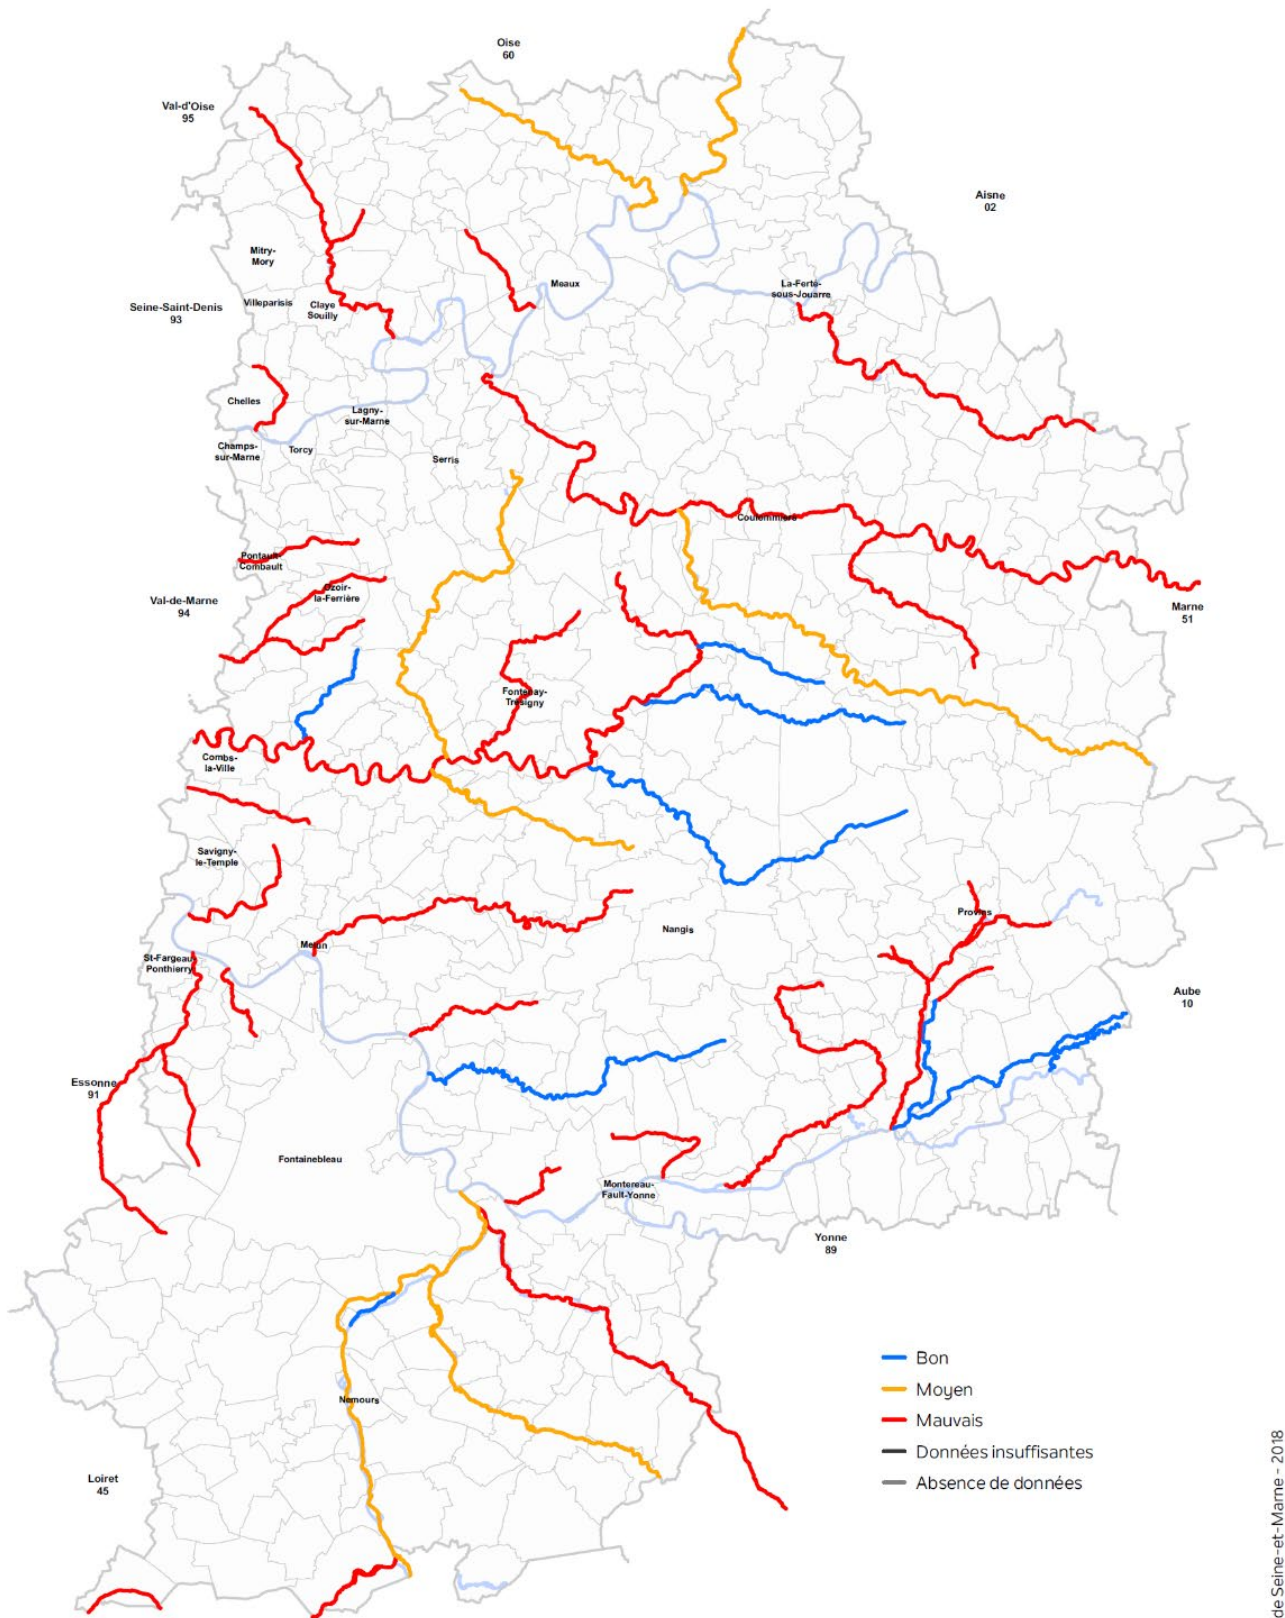 Oise
60
Val-d'Oise
95
Aisne
02
Mitry-
Mory
Meaux
La-Ferté-
sous-Jouarre
Seine-Saint-Denis
93
Villeparisis
Claye
Souilly
Chelles
Lagny-
sur-Marne
Champs-
sur-Marne
Torcy
Serris
Coulommiers
Pontault-
Combault
Ozoir-
la-Ferrière
Val-de-Marne
94
Marne
51
Fontenay-
Trésigny
Combs-
la-Ville
Savigny-
le-Temple
Provins
Nangis
Melun
St-Fargeau-
Ponthierry
Aube
10
Essonne
91
Fontainebleau
Montereau-
Fault-Yonne
Yonne
89
Bon
Moyen
Mauvais
Données insuffisantes
Absence de données
Nemours
Loiret
45
de Seine-et-Marne - 2018